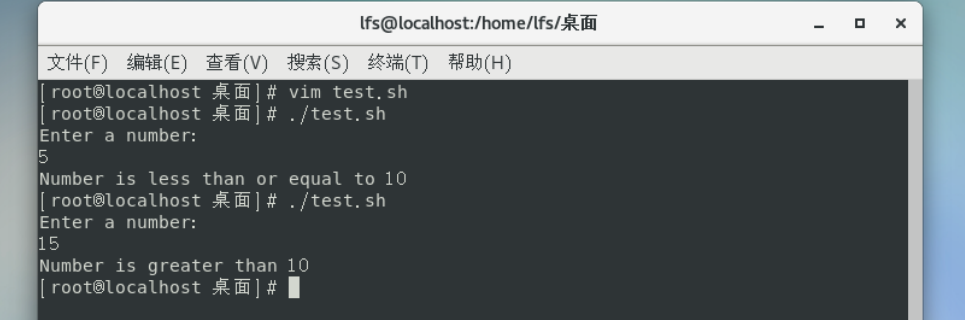 lfs@localhost:/home/lfs/桌面
文件(F) 编辑(E) 查看(V) 搜索(S) 终端(T) 帮助(H)
[root@localhost 桌面]# vim test.sh
[root@localhost 桌面]# ./test.sh
Enter a number:
5
Number is less than or equal to 10
[root@localhost 桌面]# ./test.sh
Enter a number:
15
Number is greater than 10
[root@localhost 桌面]#